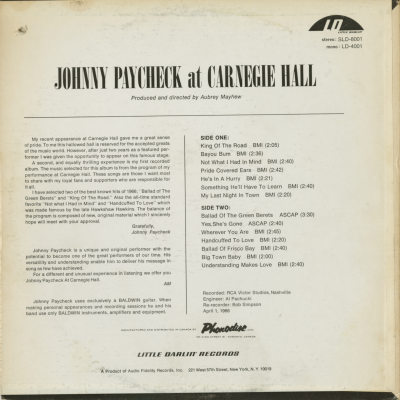 LD
LITTLE DARLIN'
stereo: SLD-8001
mono: LD-4001
JOHNNY PAYCHECK at CARNEGIE HALL
Produced and directed by Aubrey Mayhew
My recent appearance at Carnegie Hall gave me a great sense
of pride. To me this hallowed hall is reserved for the accepted greats
of the music world. However, after just two years as a featured per-
former I was given the opportunity to appear on this famous stage.
A second, and equally thrilling experience is my first recorded
album. The music selected for this album is from the program of my
performance at Carnegie Hall. These songs are those I want most
to share with my loyal fans and supporters who are responsible for
it all.
I have selected two of the best known hits of 1966: "Ballad Of The
Green Berets" and "King Of The Road." Also the all-time standard
favorite "Not What I Had In Mind" and "Handcuffed To Love" which
was made famous by the late Hawkshaw Hawkins. The balance of
the program is composed of new, original material which I sincerely
hope will meet with your approval.
Gratefully,
Johnny Paycheck
Johnny Paycheck is a unique and original performer with the
potential to become one of the great performers of our time. His
versatility and understanding enable him to deliver his message in-
song as few have achieved.
For a different and unusual experience in listening we offer you
Johnny Paycheck At Carnegie Hall.
AM
Johnny Paycheck uses exclusively a BALDWIN guitar. When
making personal appearances and recording sessions he and his
band use only BALDWIN instruments, amplifiers and equipment.
SIDE ONE:
King Of The Road BMI (2:05)
Bayou Bum BMI (2:36)
Not What I Had In Mind BMI (2:40)
Pride Covered Ears BMI (2:42)
He's In A Hurry BMI (2:21)
Something He'll Have To Learn BMI (2:40)
My Last Night In Town BMI (2:20)
SIDE TWO:
Ballad Of The Green Berets ASCAP (3:30)
Yes, She's Gone ASCAP (2:40)
Wherever You Are BMI (2:45)
Handcuffed To Love BMI (2:20)
Ballad Of Frisco Bay BMI (2:40)
Big Town Baby BMI (2:00)
Understanding Makes Love BMI (2:40)
Recorded: RCA Victor Studios, Nashville
Engineer: Al Pachucki
Re-recorder: Bob Simpson
April 1, 1966
MANUFACTURED AND DISTRIBUTED IN CANADA BY
Phonodisc
LITTLE DARLIN' RECORDS
A Product of Audio Fidelity Records, Inc. 221 West 57th Street, New York, N.Y. 10019